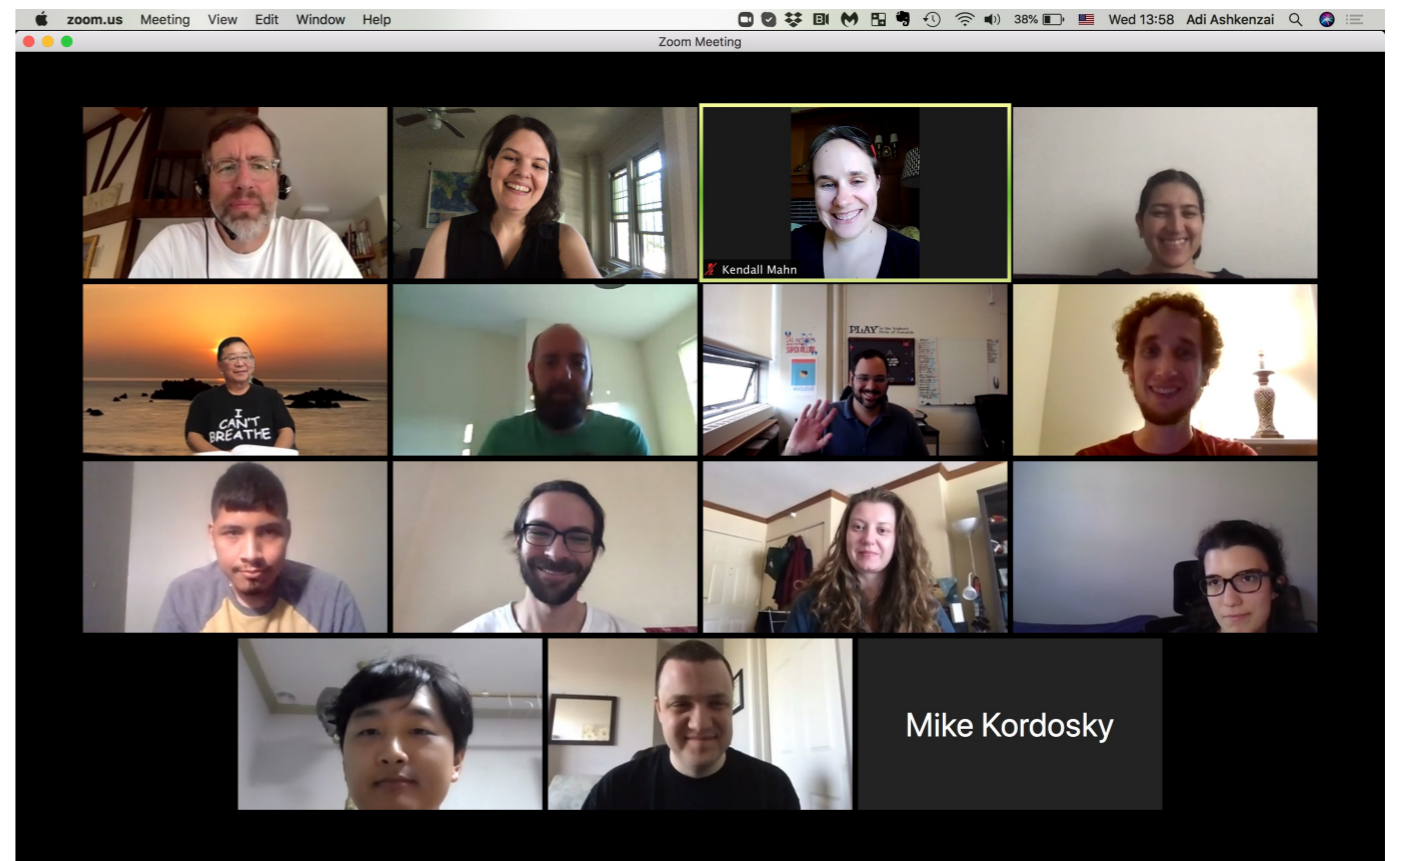 zoom.us Meeting View Edit Window Help 38% Wed 13:58 Adi Ashkenzai
Zoom Meeting
Kendall Mahn
I
CAN'T
BREATHE
PLAY
Mike Kordosky